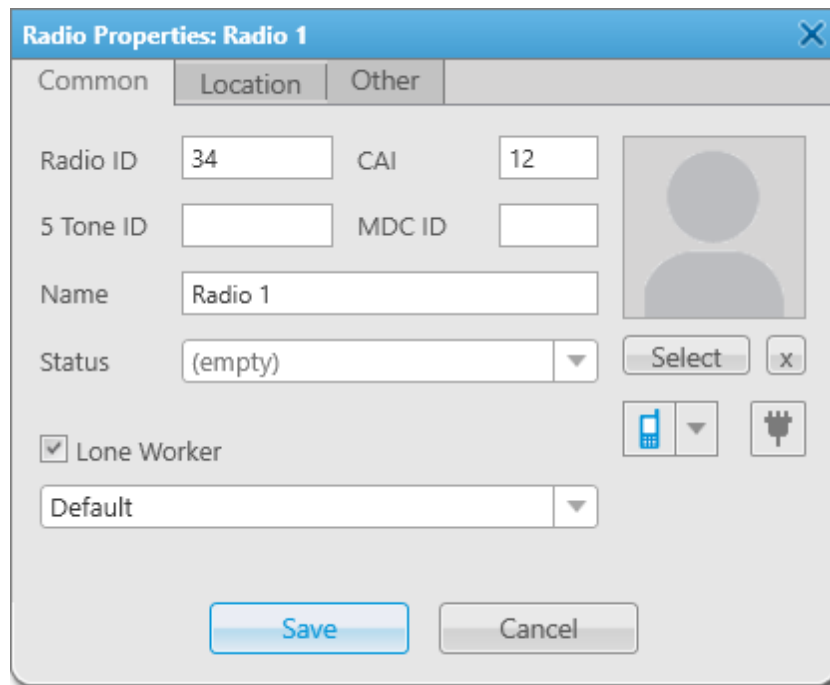 Radio Properties: Radio 1
Common Location Other
Radio ID 34 CAI 12
5 Tone ID MDC ID
Name Radio 1
Status (empty) Select x
Lone Worker
Default
Save Cancel